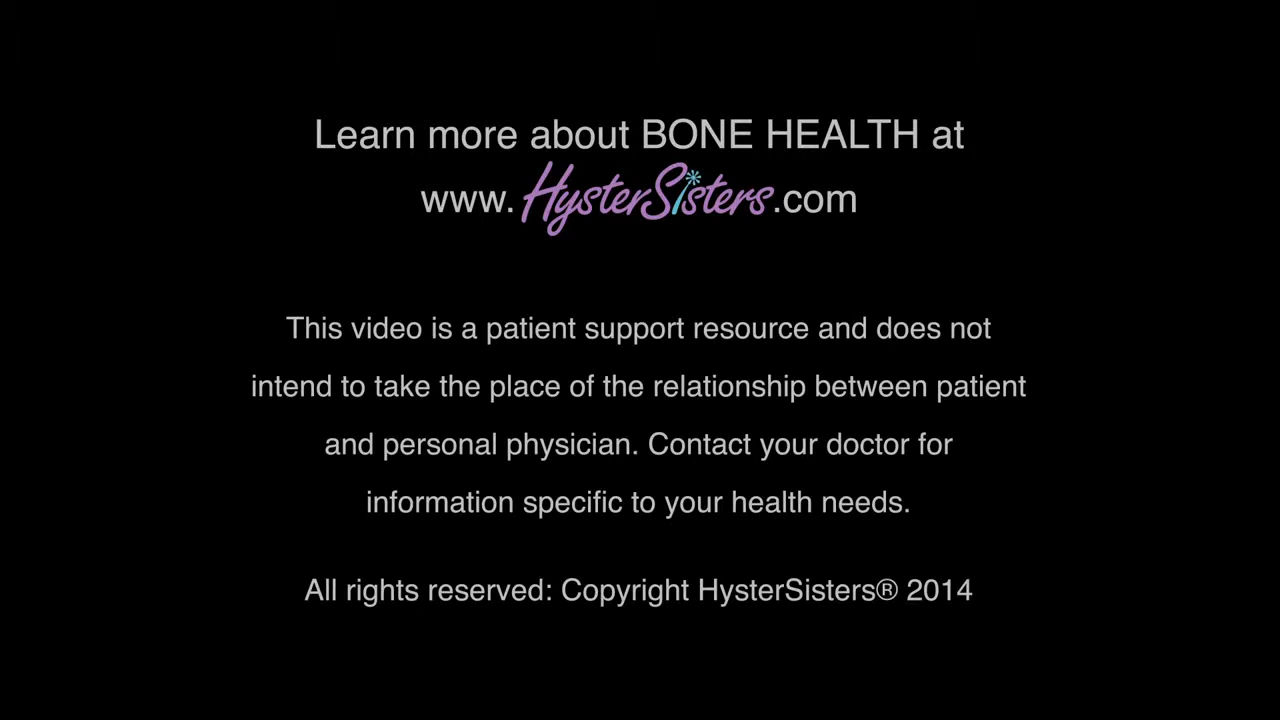 Learn more about BONE HEALTH at
www.HysterSisters.com
This video is a patient support resource and does not
intend to take the place of the relationship between patient
and personal physician. Contact your doctor for
information specific to your health needs.
All rights reserved: Copyright HysterSisters® 2014